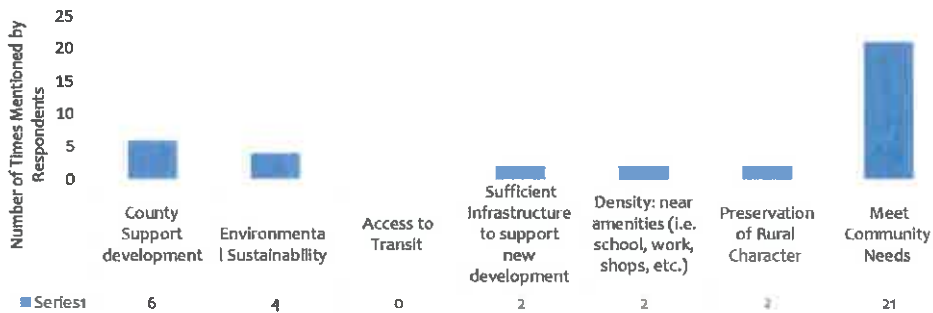 Number of Times Mentioned by
Respondents
25
20
15
10
5
0
County
Support
development
Environmenta
l Sustainability
Access to
Transit
Sufficient
Infrastructure
to support
new
development
Density: near
amenities (i.e.
school, work,
shops, etc.)
Preservation
of Rural
Character
Meet
Community
Needs
Series1 6 4 0 2 2 2 21